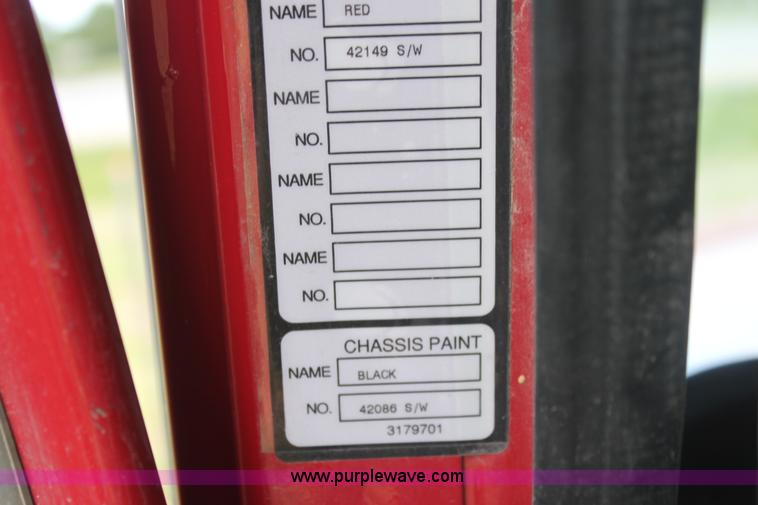 NAME RED
NO. 42149 S/W
NAME
NO.
NAME
NO.
NAME
NO.
CHASSIS PAINT
NAME BLACK
NO. 42086 S/W
3179701
www.purplewave.com